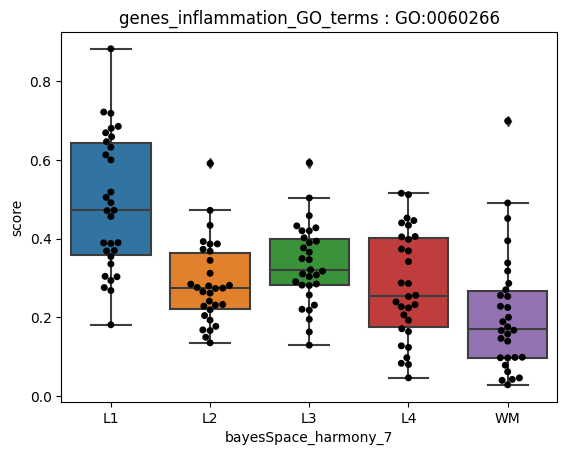 genes_inflammation_GO_terms : GO:0060266
score
0.8
0.6
0.4
0.2
0.0
L1 L2 L3 L4 WM
bayesSpace_harmony_7